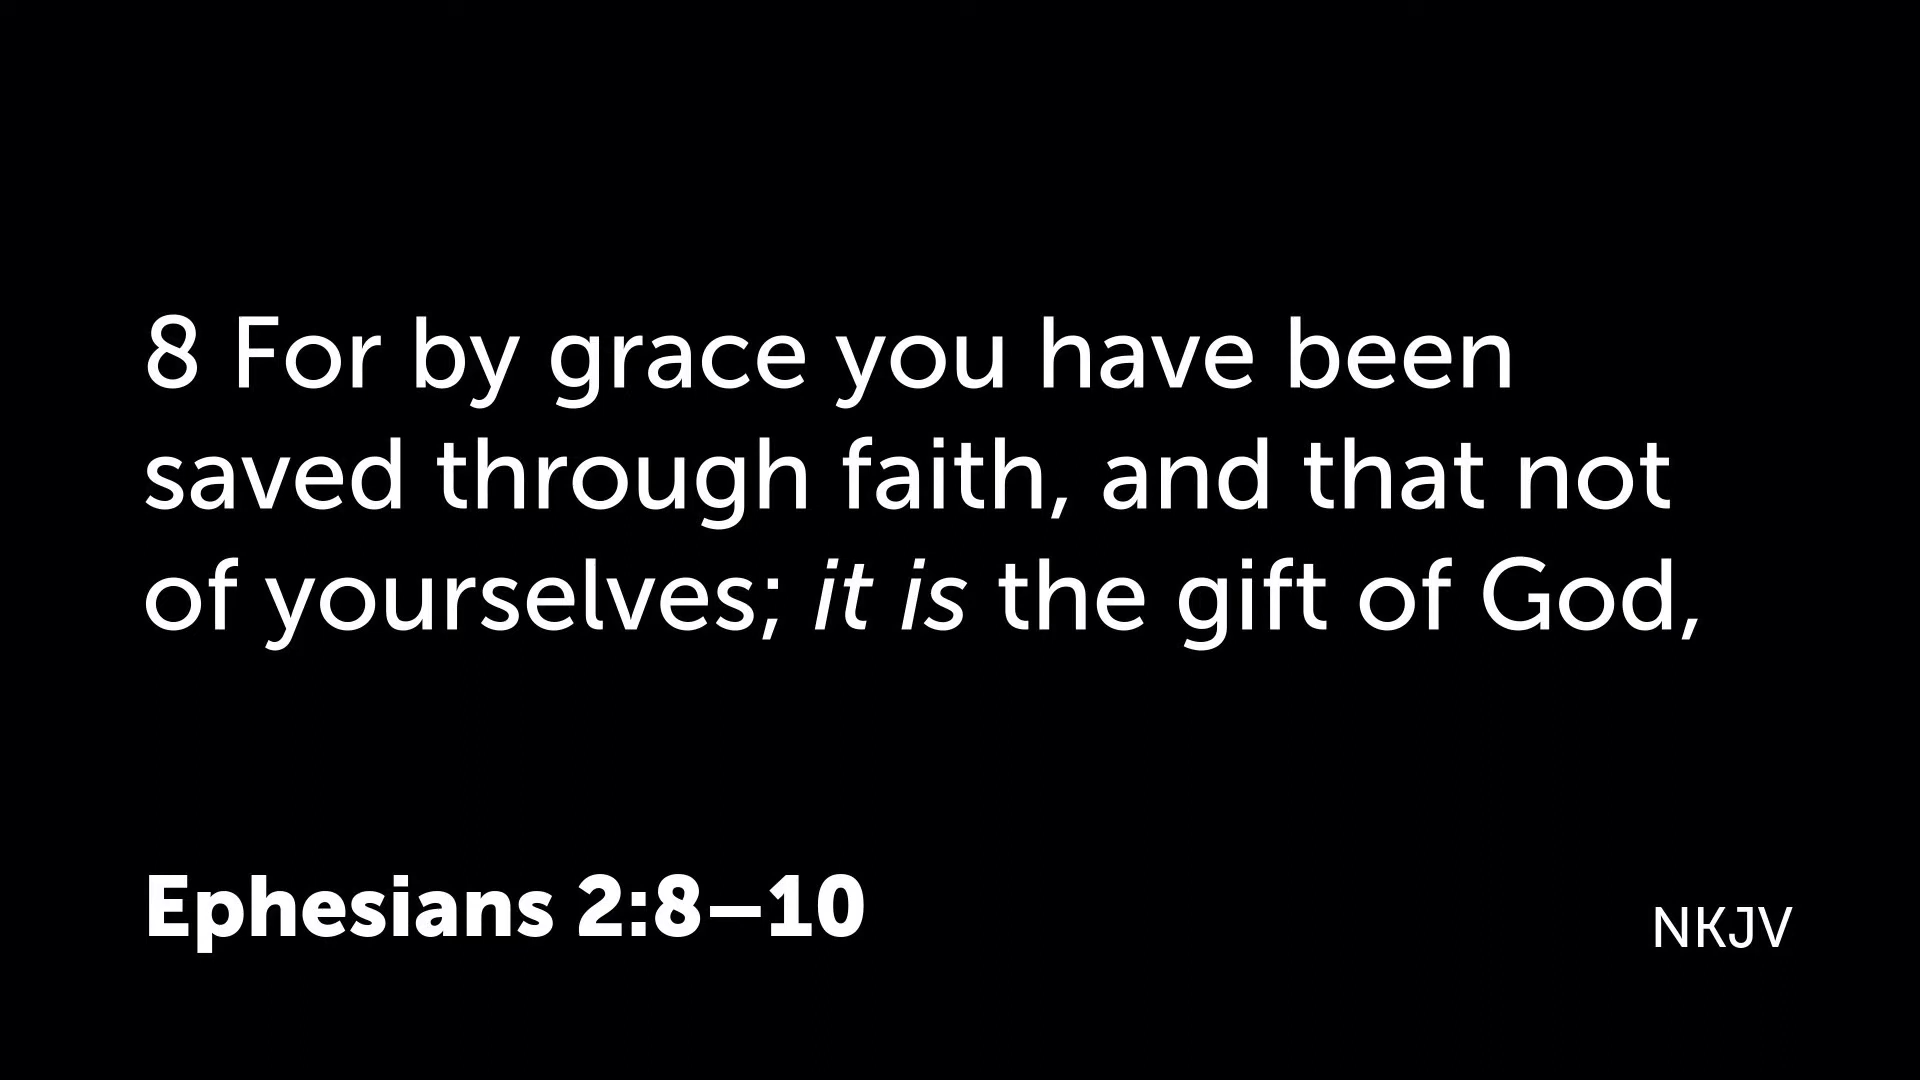 8 For by grace you have been
saved through faith, and that not
of yourselves; it is the gift of God,
Ephesians 2:8–10
NKJV